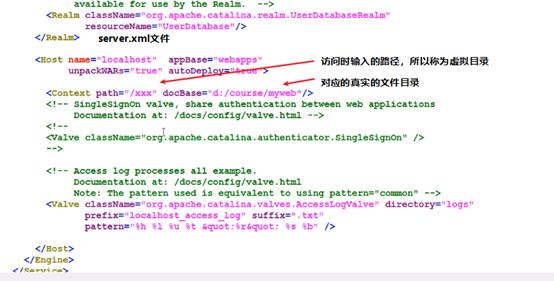 available for use by the Realm.  -->
<Realm className="org.apache.catalina.realm.UserDatabaseRealm"
resourceName="UserDatabase"/>
</Realm>  server.xml文件
<Host name="localhost"  appBase="webapps"
unpackWARs="true" autoDeploy="true">
访问时输入的路径，所以称为虚拟目录
对应的真实的文件目录
<Context path="/xxx" docBase="d:/course/myweb"/>
<!-- SingleSignOn valve, share authentication between web applications
Documentation at: /docs/config/valve.html -->
<!--
<Valve className="org.apache.catalina.authenticator.SingleSignOn" />
-->
<!-- Access log processes all example.
Documentation at: /docs/config/valve.html
Note: The pattern used is equivalent to using pattern="common" -->
<Valve className="org.apache.catalina.valves.AccessLogValve" directory="logs"
prefix="localhost_access_log" suffix=".txt"
pattern="%h %l %u %t &quot;%r&quot; %s %b" />
</Host>
</Engine>
</Service>